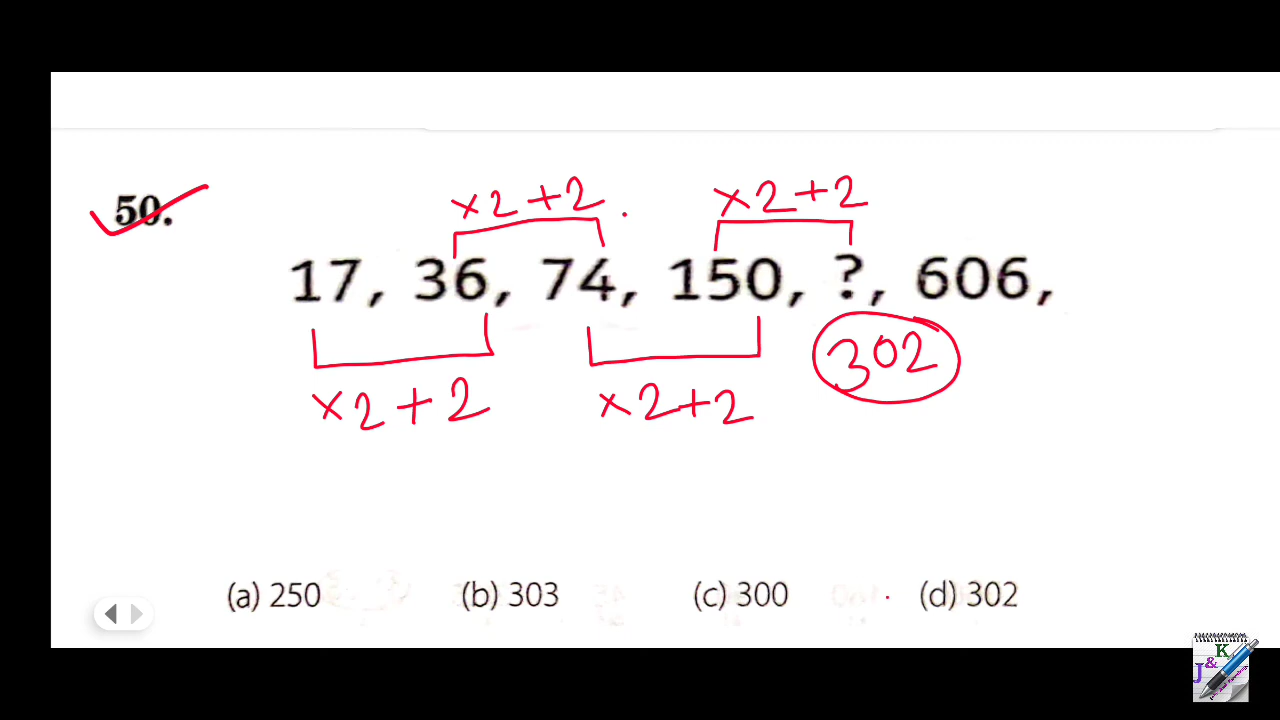 50.
×2+2. ×2+2
17, 36, 74, 150, ?, 606,
302
×2+2 ×2+2
(a) 250 (b) 303 (c) 300 (d) 302
J&K